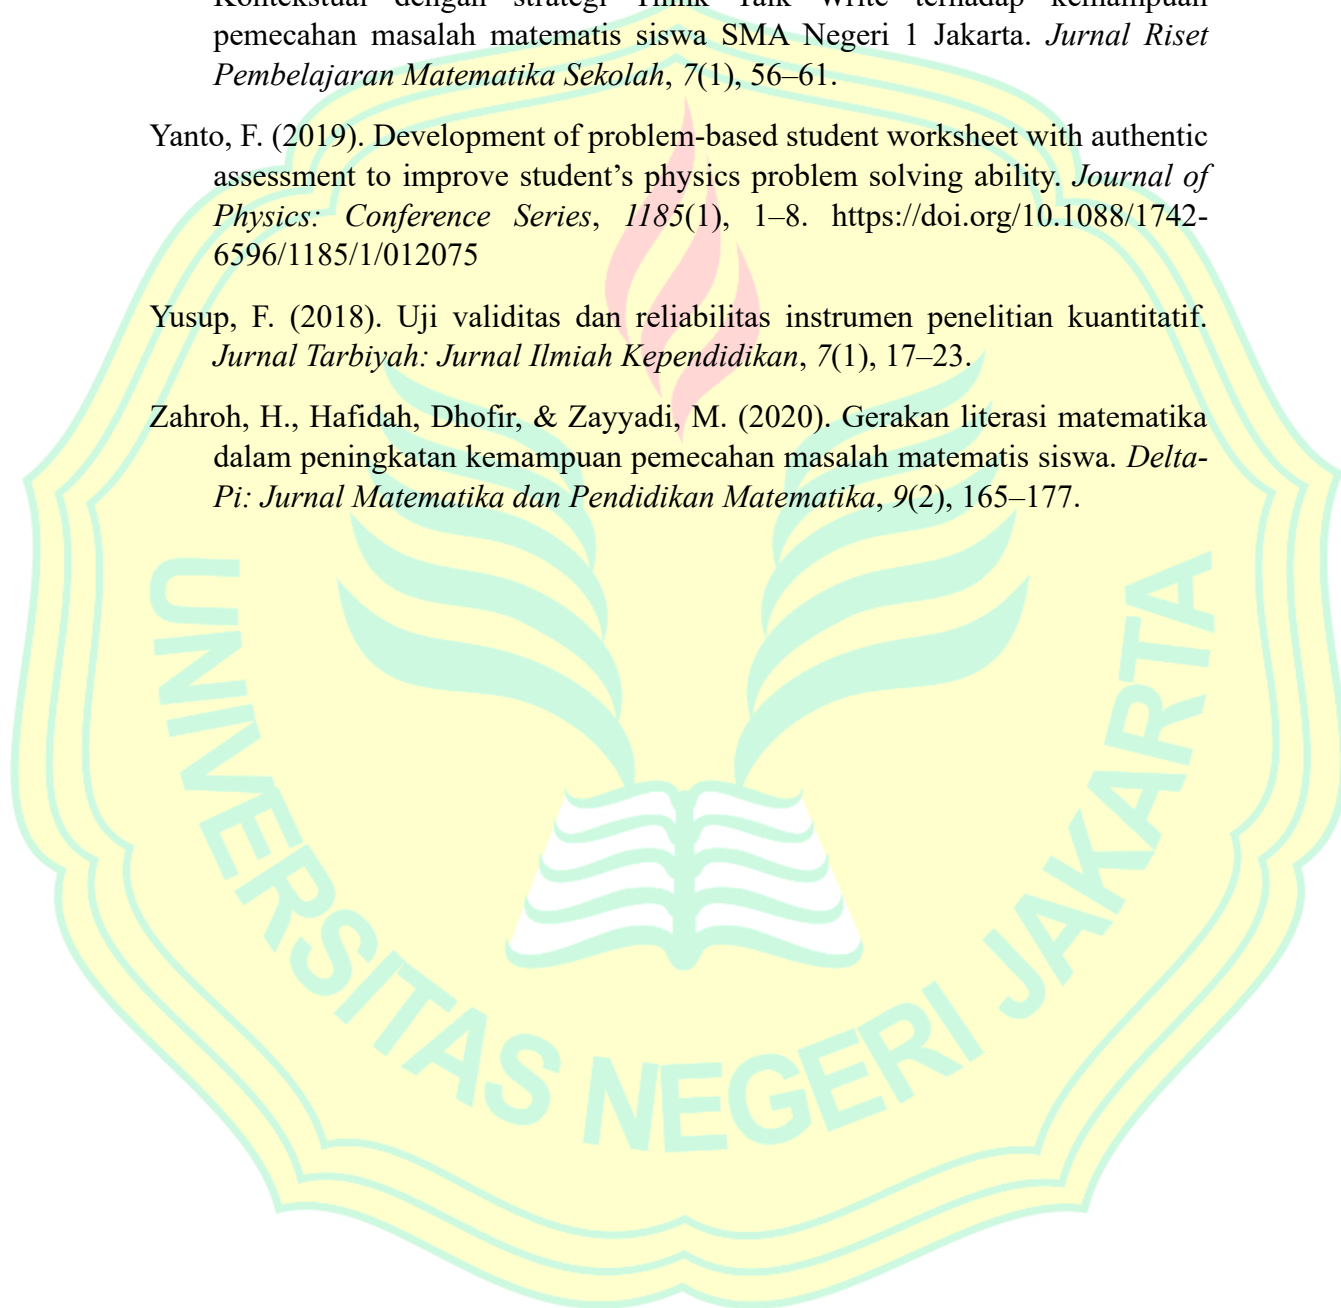 Kontekstual dengan strategi Think Talk Write terhadap kemampuan
pemecahan masalah matematis siswa SMA Negeri 1 Jakarta. Jurnal Riset
Pembelajaran Matematika Sekolah, 7(1), 56–61.
Yanto, F. (2019). Development of problem-based student worksheet with authentic
assessment to improve student’s physics problem solving ability. Journal of
Physics: Conference Series, 1185(1), 1–8. https://doi.org/10.1088/1742-
6596/1185/1/012075
Yusup, F. (2018). Uji validitas dan reliabilitas instrumen penelitian kuantitatif.
Jurnal Tarbiyah: Jurnal Ilmiah Kependidikan, 7(1), 17–23.
Zahroh, H., Hafidah, Dhofir, & Zayyadi, M. (2020). Gerakan literasi matematika
dalam peningkatan kemampuan pemecahan masalah matematis siswa. Delta-
Pi: Jurnal Matematika dan Pendidikan Matematika, 9(2), 165–177.
UNIVERSITAS NEGERI JAKARTA